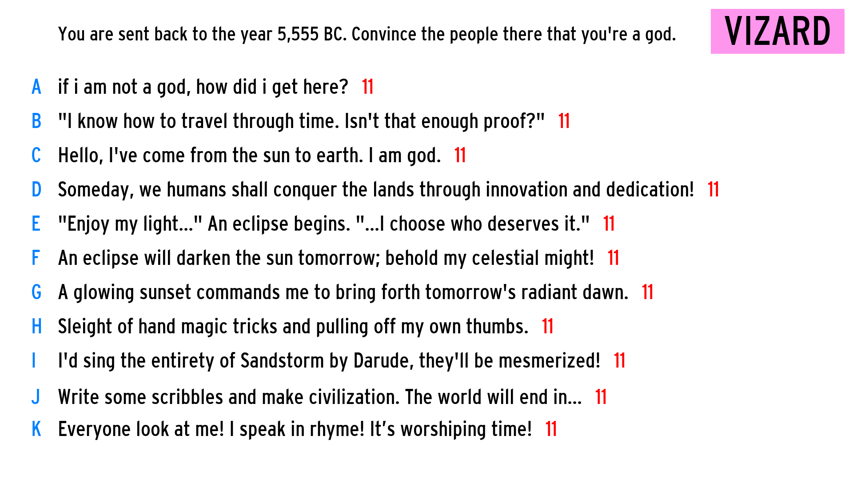 You are sent back to the year 5,555 BC. Convince the people there that you're a god.
VIZARD
A if i am not a god, how did i get here? 11
B "I know how to travel through time. Isn't that enough proof?" 11
C Hello, I've come from the sun to earth. I am god. 11
D Someday, we humans shall conquer the lands through innovation and dedication! 11
E "Enjoy my light..." An eclipse begins. "...I choose who deserves it." 11
F An eclipse will darken the sun tomorrow; behold my celestial might! 11
G A glowing sunset commands me to bring forth tomorrow's radiant dawn. 11
H Sleight of hand magic tricks and pulling off my own thumbs. 11
I I'd sing the entirety of Sandstorm by Darude, they'll be mesmerized! 11
J Write some scribbles and make civilization. The world will end in... 11
K Everyone look at me! I speak in rhyme! It’s worshiping time! 11